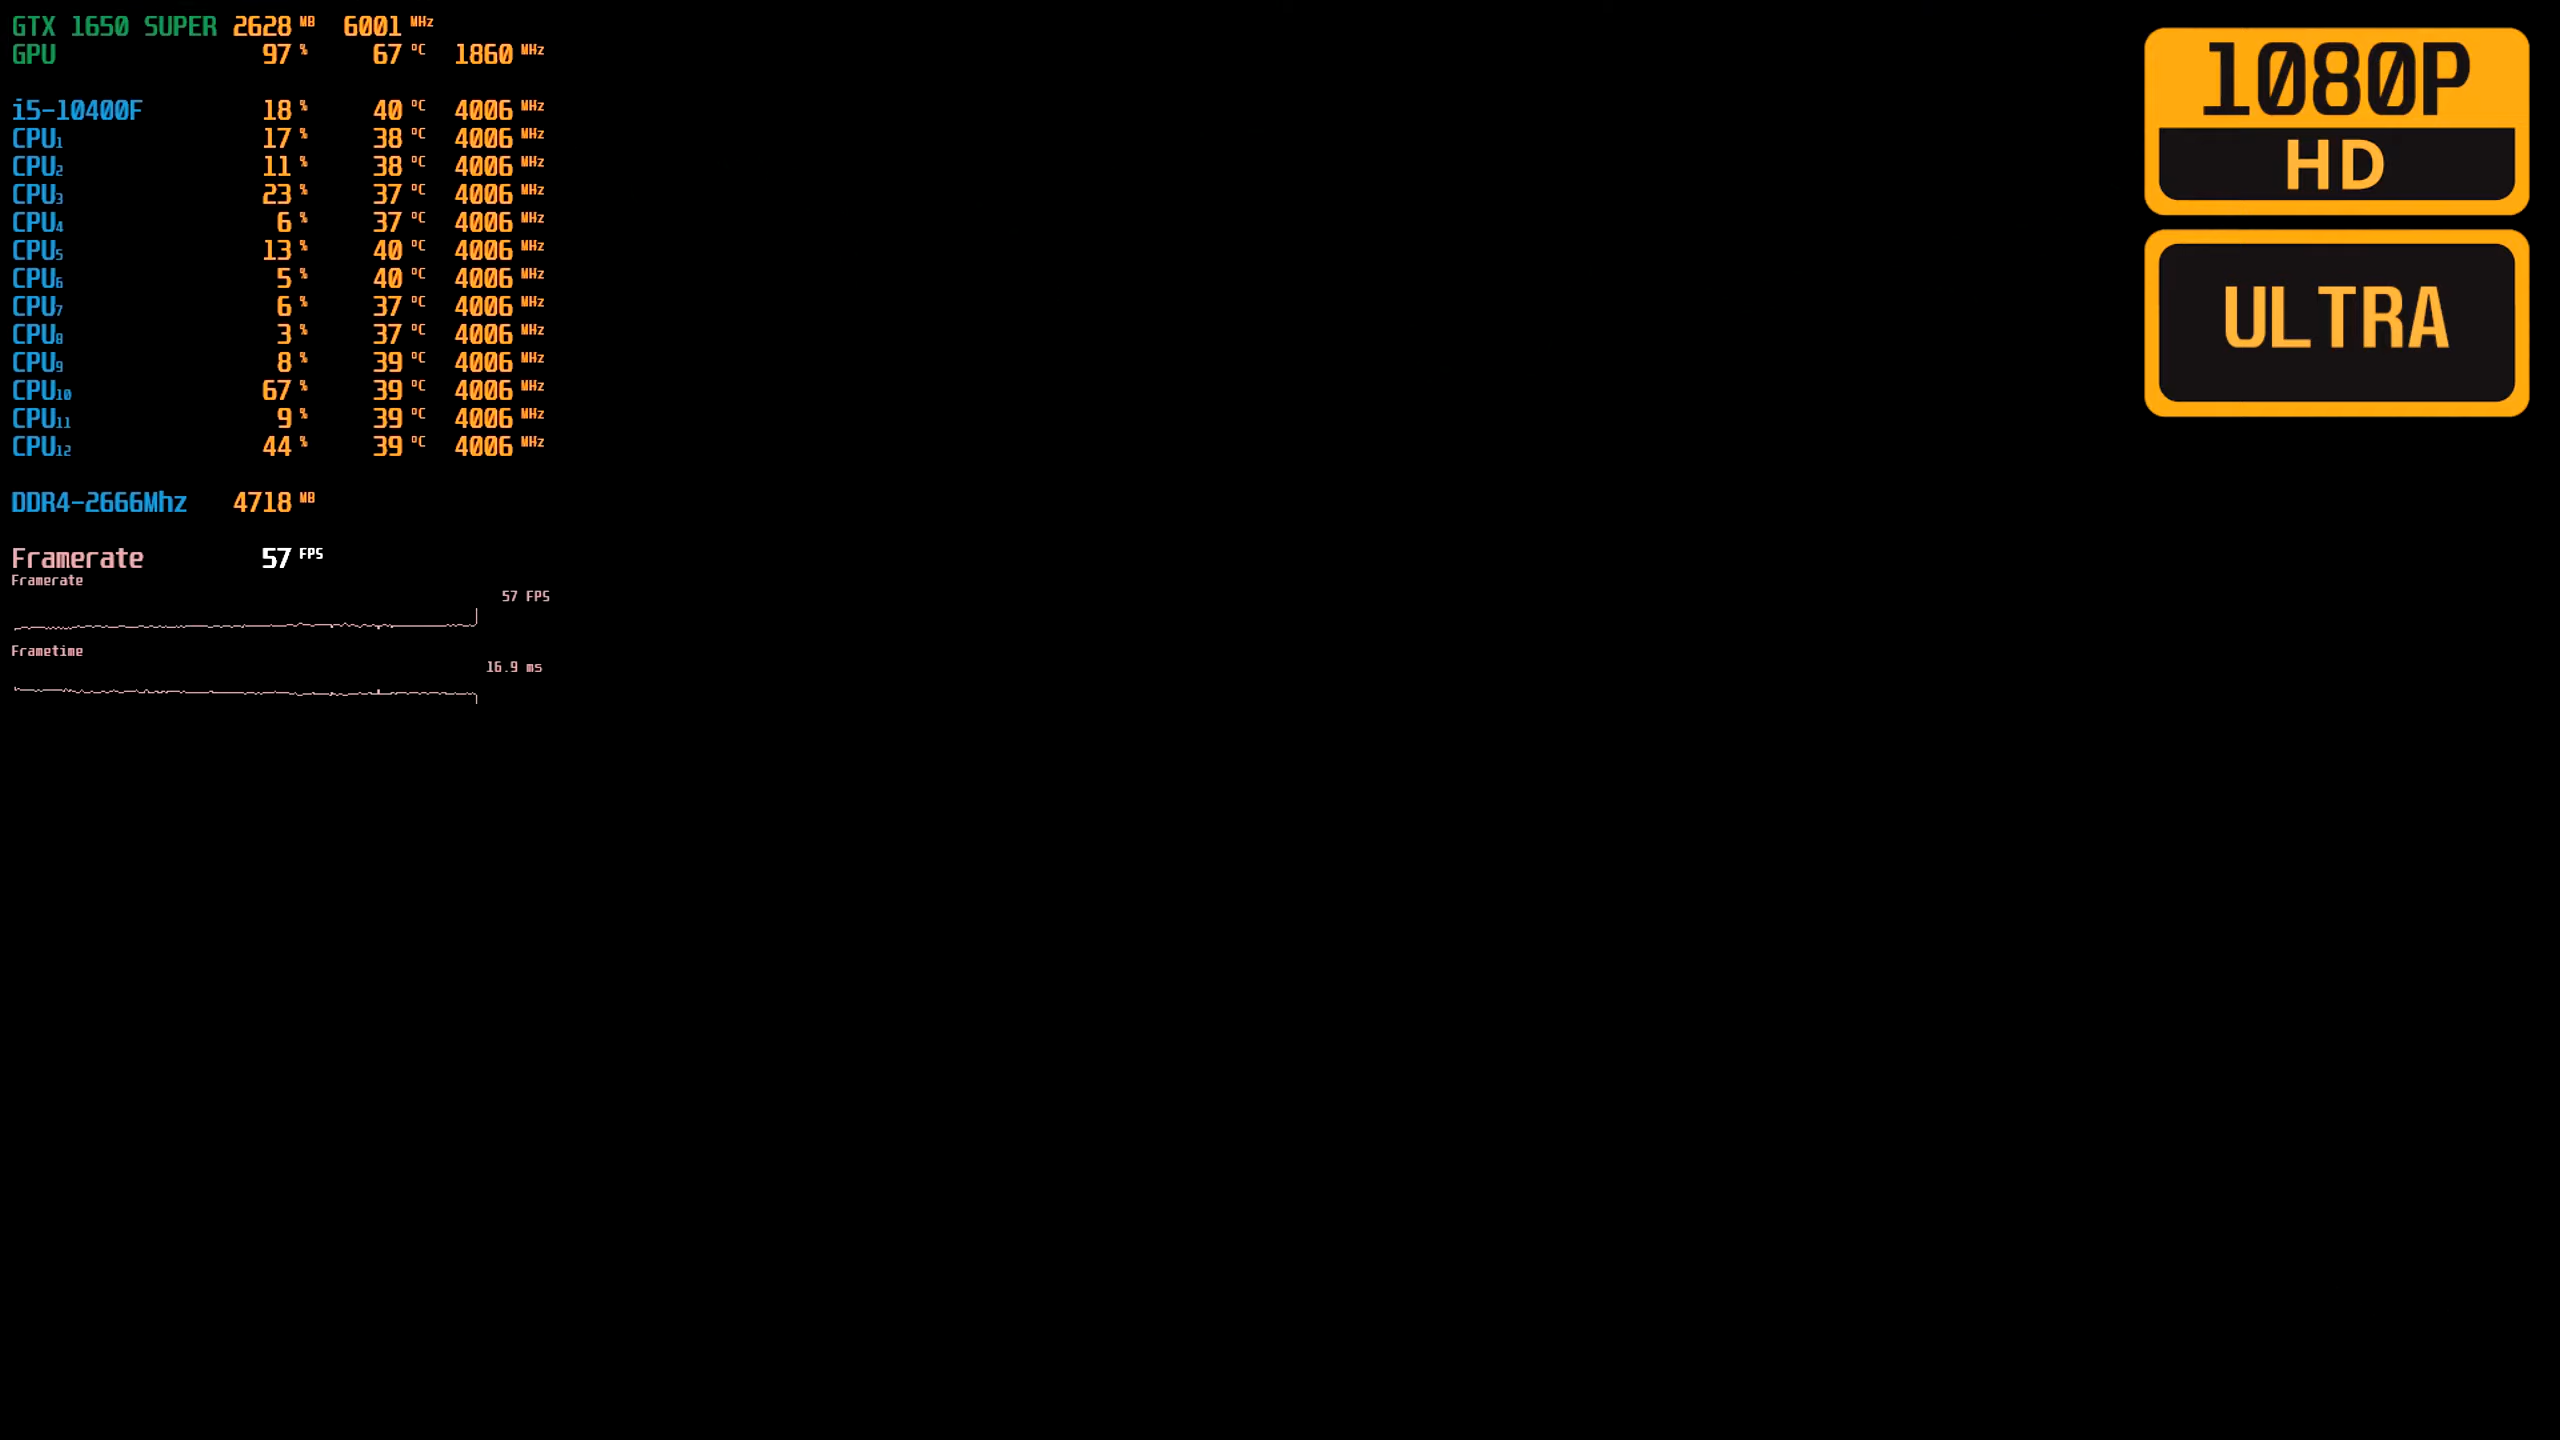 GTX 1650 SUPER 2628 MB 6001 MHz
GPU 97 % 67 °C 1860 MHz
i5-10400F 18 % 40 °C 4006 MHz
CPU1 17 % 38 °C 4006 MHz
CPU2 11 % 38 °C 4006 MHz
CPU3 23 % 37 °C 4006 MHz
CPU4 6 % 37 °C 4006 MHz
CPU5 13 % 40 °C 4006 MHz
CPU6 5 % 40 °C 4006 MHz
CPU7 6 % 37 °C 4006 MHz
CPU8 3 % 37 °C 4006 MHz
CPU9 8 % 39 °C 4006 MHz
CPU10 67 % 39 °C 4006 MHz
CPU11 9 % 39 °C 4006 MHz
CPU12 44 % 39 °C 4006 MHz
DDR4-2666Mhz 4718 MB
Framerate 57 FPS
Framerate
57 FPS
Frametime
16.9 ms
1080P
HD
ULTRA